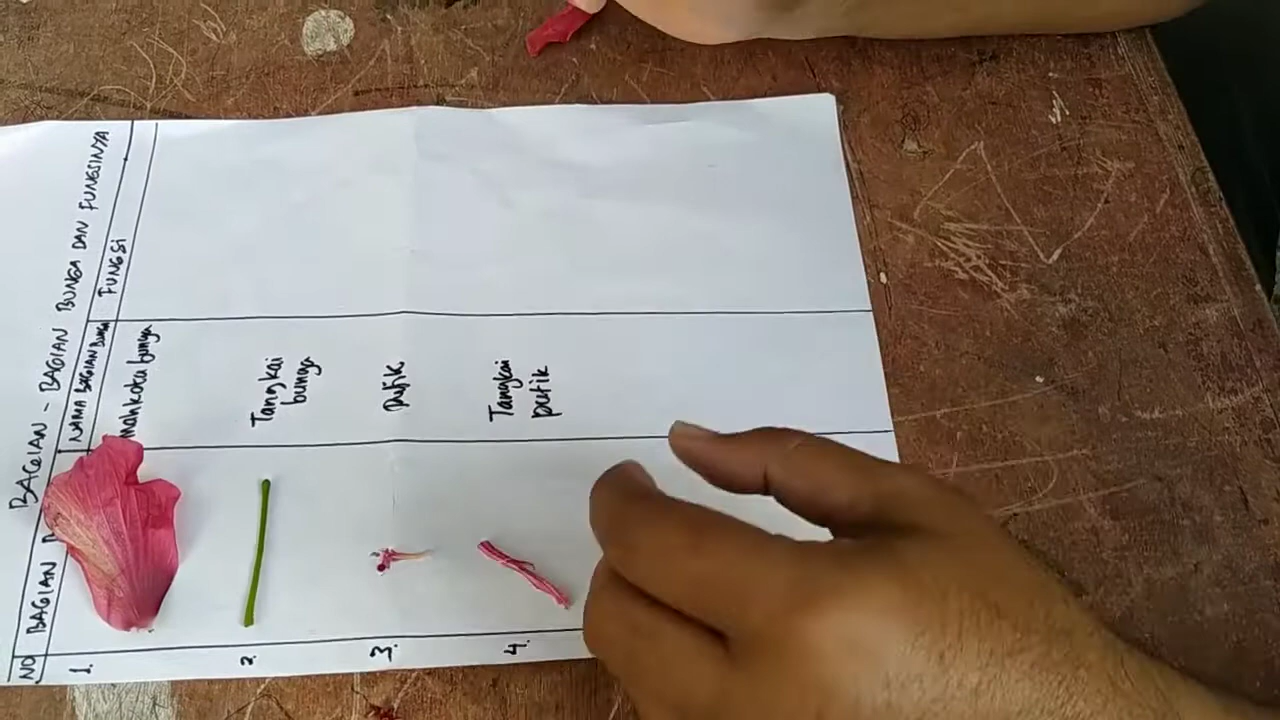 BAGIAN - BAGIAN BUNGA DAN FUNGSINYA
NO
BAGIAN
NAMA BAGIAN BUNGA
FUNGSI
1.
mahkota bunga
2.
Tangkai
bunga
3.
Putik
4.
Tangkai
putik